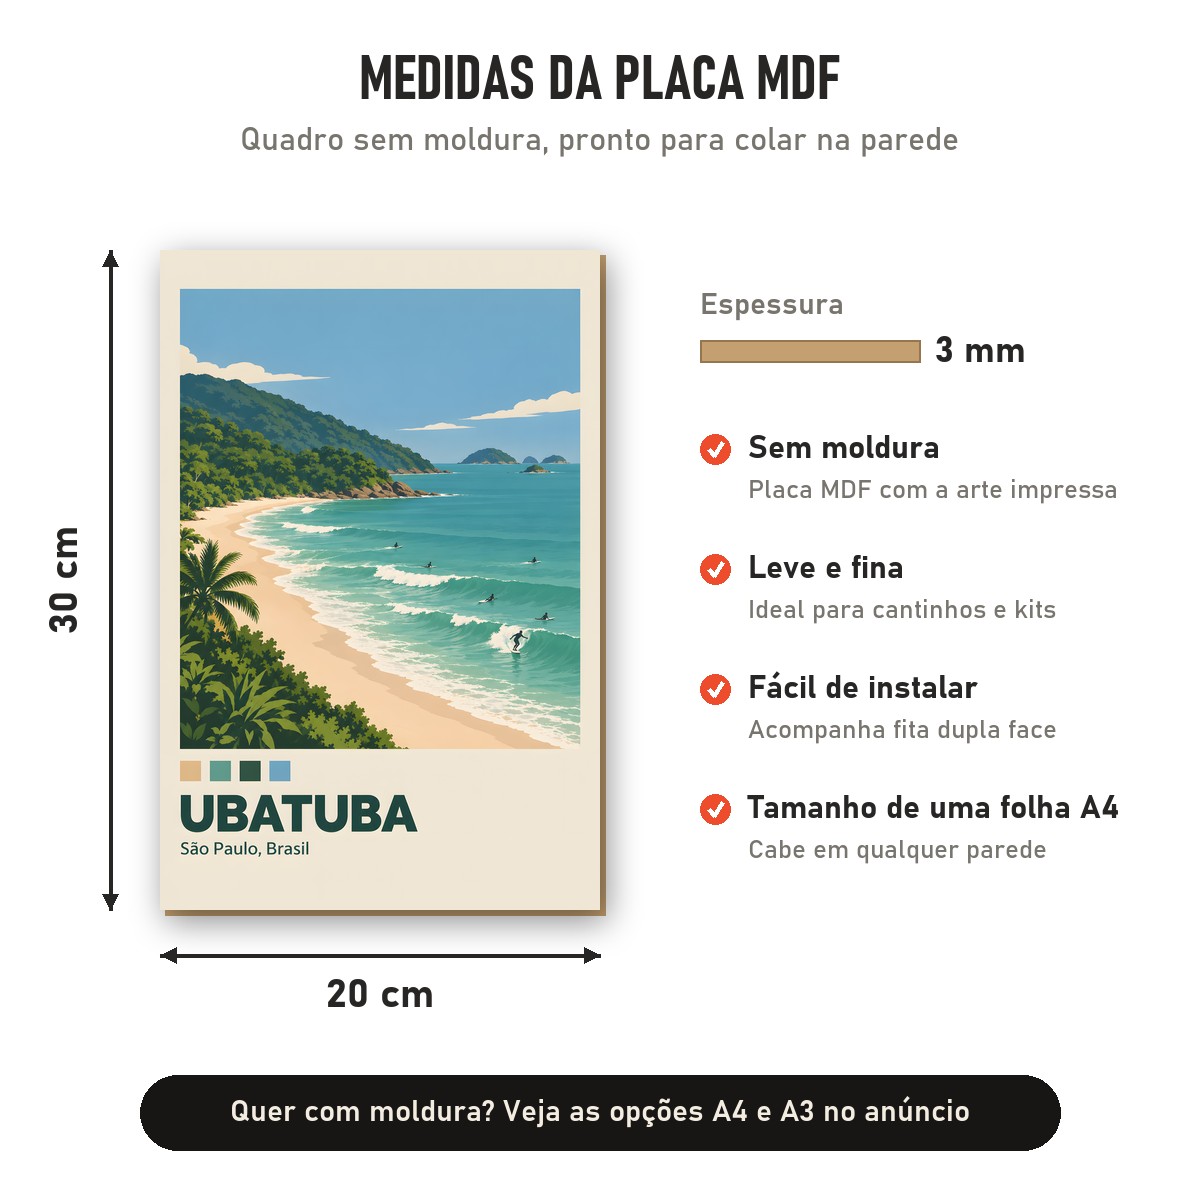 MEDIDAS DA PLACA MDF
Quadro sem moldura, pronto para colar na parede
30 cm
UBATUBA
São Paulo, Brasil
20 cm
Espessura
3 mm
Sem moldura
Placa MDF com a arte impressa
Leve e fina
Ideal para cantinhos e kits
Fácil de instalar
Acompanha fita dupla face
Tamanho de uma folha A4
Cabe em qualquer parede
Quer com moldura? Veja as opções A4 e A3 no anúncio